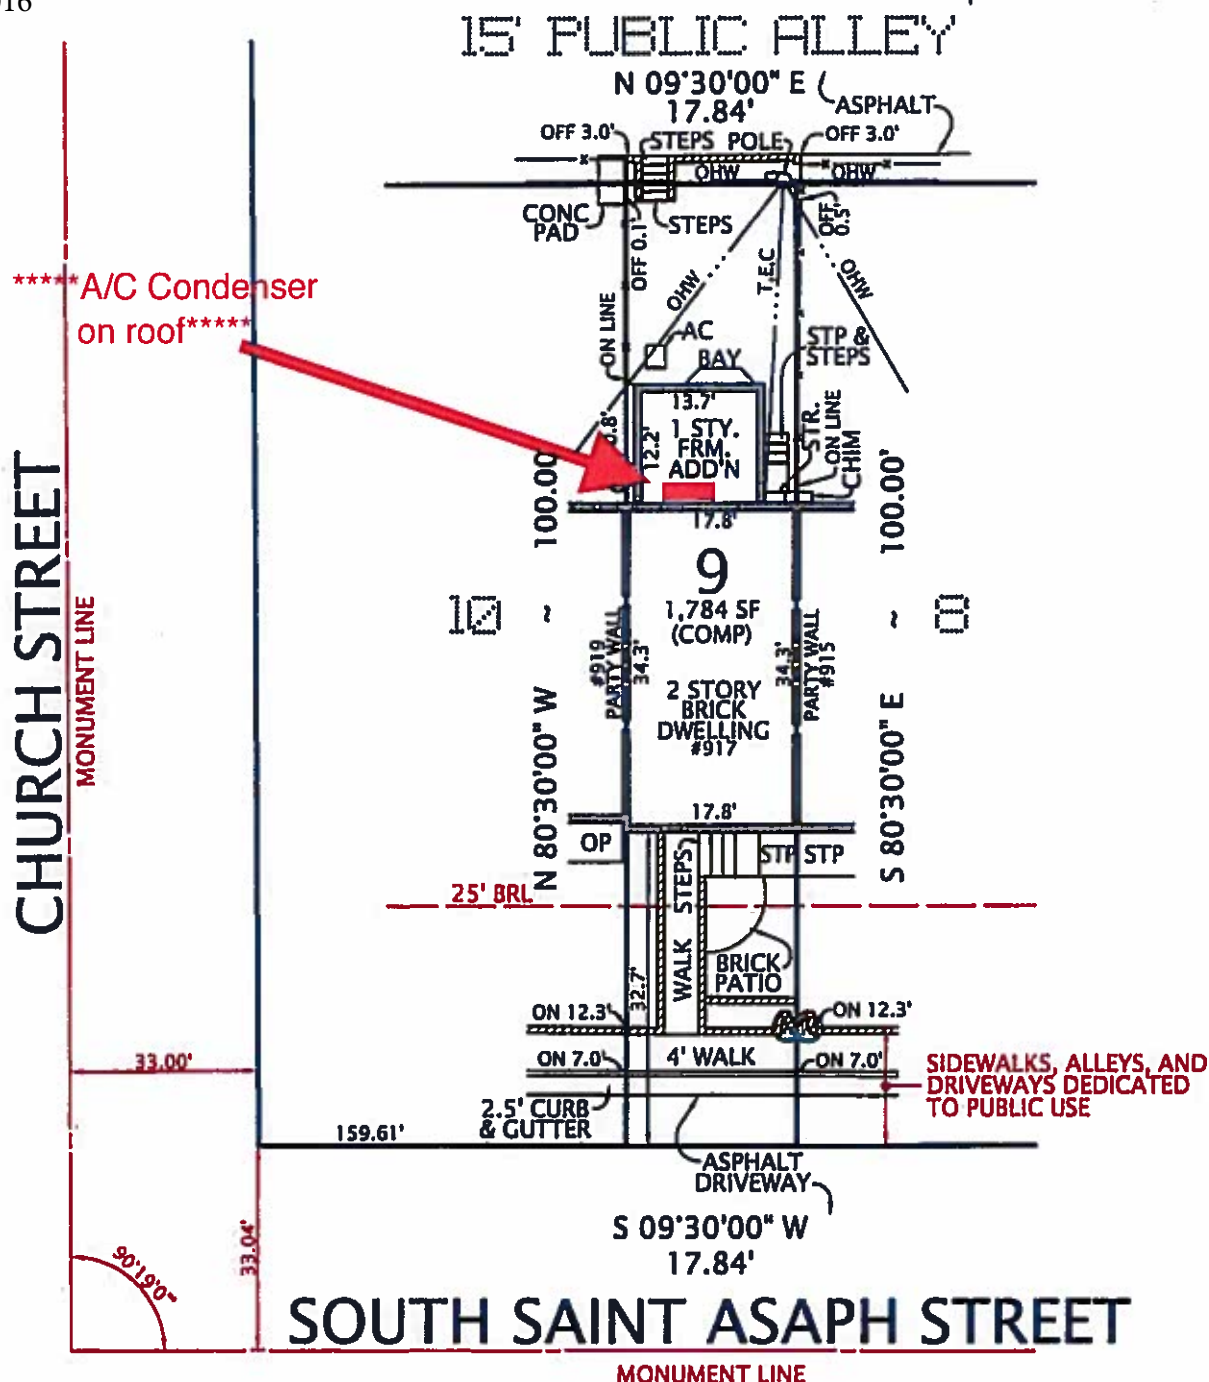 15' PUBLIC ALLEY
N 09°30'00" E
17.84'
ASPHALT
OFF 3.0'
STEPS
POLE
OFF 3.0'
OHW
OHW
CONC
PAD
STEPS
OFF 0.1'
OFF
0.5'
*****A/C Condenser
on roof*****
OHW
T.E.C
OHW
ON LINE
AC
BAY
STP &
STEPS
13.7'
0.8'
12.2'
1 STY.
FRM.
ADD'N
STR.
ON LINE
CHIM
100.00'
100.00'
17.8'
9
1,784 SF
(COMP)
10
~
~
8
#919
PARTY WALL
34.3'
34.3'
PARTY WALL
#915
2 STORY
BRICK
DWELLING
#917
CHURCH STREET
MONUMENT LINE
N 80°30'00" W
S 80°30'00" E
17.8'
OP
STEPS
STP
STP
25' BRL
WALK
BRICK
PATIO
32.7'
ON 12.3'
ON 12.3'
ON 7.0'
4' WALK
ON 7.0'
33.00'
SIDEWALKS, ALLEYS, AND
DRIVEWAYS DEDICATED
TO PUBLIC USE
2.5' CURB
& GUTTER
159.61'
ASPHALT
DRIVEWAY
S 09°30'00" W
17.84'
33.04'
SOUTH SAINT ASAPH STREET
MONUMENT LINE